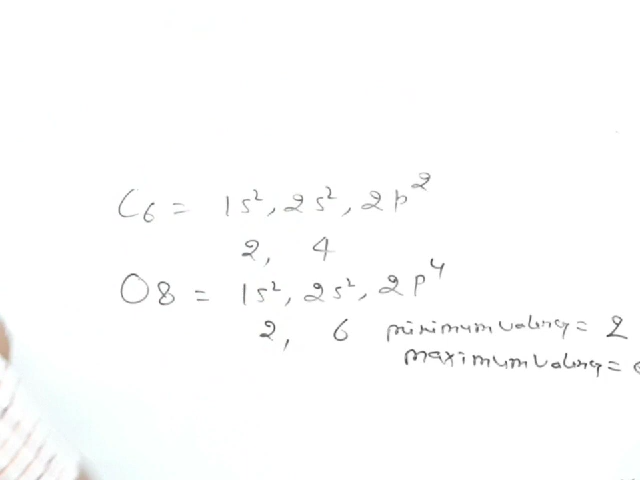 C6 = 1s², 2s², 2p²
2, 4
O8 = 1s², 2s², 2p⁴
2, 6 minimum valency = 2
maximum valency =